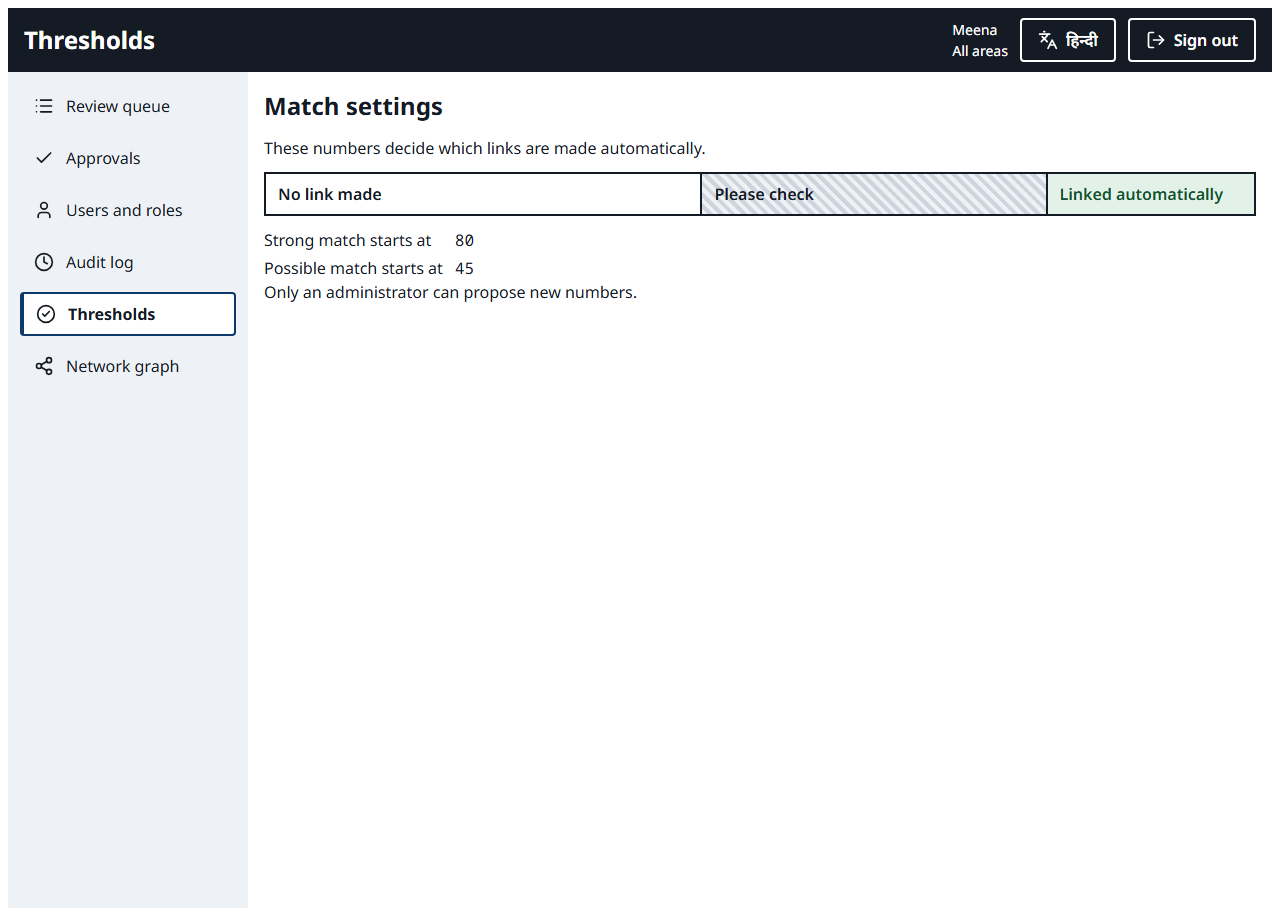 Thresholds
Meena
All areas
हिन्दी
Sign out
Review queue
Approvals
Users and roles
Audit log
Thresholds
Network graph
Match settings
These numbers decide which links are made automatically.
No link made
Please check
Linked automatically
Strong match starts at 80
Possible match starts at 45
Only an administrator can propose new numbers.